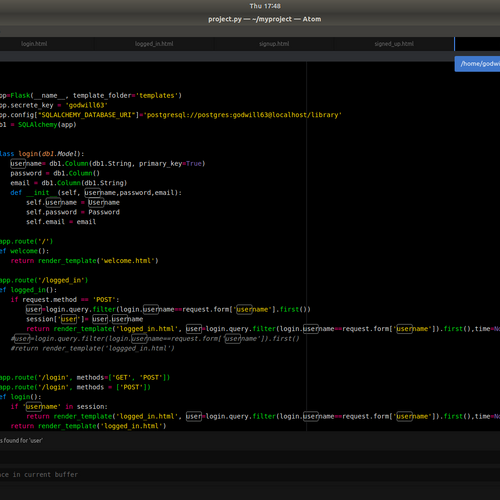 Thu 17:48
project.py — ~/myproject — Atom
login.html logged_in.html signup.html signed_up.html
/home/godwi
pp=Flask(__name__, template_folder='templates')
pp.secret_key = 'godwill63'
pp.config["SQLALCHEMY_DATABASE_URI"]='postgresql://postgres:godwill63@localhost/library'
b1 = SQLAlchemy(app)
lass login(db1.Model):
username= db1.Column(db1.String, primary_key=True)
password = db1.Column()
email = db1.Column(db1.String)
def __init__(self, username,password,email):
self.username = Username
self.password = Password
self.email = email
app.route('/')
ef welcome():
return render_template('welcome.html')
app.route('/logged_in')
ef logged_in():
if request.method == 'POST':
user=login.query.filter(login.username==request.form['username'].first())
session['user']= user.username
return render_template('logged_in.html', user=login.query.filter(login.username==request.form['username']).first(),time=No
#user=login.query.filter(login.username==request.form['username']).first()
#return render_template('loggged_in.html')
app.route('/login', methods=['GET', 'POST'])
app.route('/login', methods = ['POST'])
ef login():
if 'username' in session:
return render_template('logged_in.html', user=login.query.filter(login.username==request.form['username']).first(),time=No
return render_template('logged_in.html')
s found for 'user'
ace in current buffer